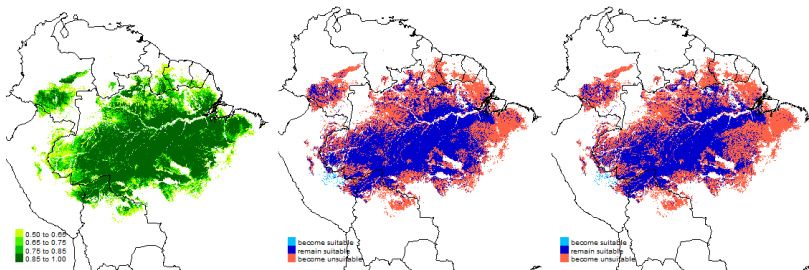 0.50 to 0.65
0.65 to 0.75
0.75 to 0.85
0.85 to 1.00
become suitable
remain suitable
become unsuitable
become suitable
remain suitable
become unsuitable